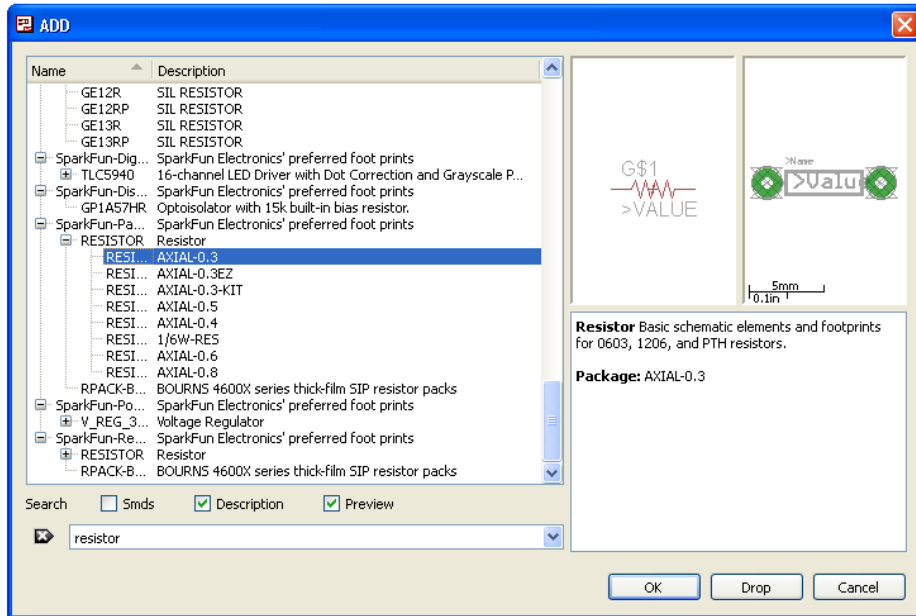 ADD
Name Description
GE12R SIL RESISTOR
GE12RP SIL RESISTOR
GE13R SIL RESISTOR
GE13RP SIL RESISTOR
SparkFun-Dig... SparkFun Electronics' preferred foot prints
TLC5940 16-channel LED Driver with Dot Correction and Grayscale P...
SparkFun-Dis... SparkFun Electronics' preferred foot prints
GP1A57HR Optoisolator with 15k built-in bias resistor.
SparkFun-Pa... SparkFun Electronics' preferred foot prints
RESISTOR Resistor
RESI... AXIAL-0.3
RESI... AXIAL-0.3EZ
RESI... AXIAL-0.3-KIT
RESI... AXIAL-0.5
RESI... AXIAL-0.4
RESI... 1/6W-RES
RESI... AXIAL-0.6
RESI... AXIAL-0.8
RPACK-B... BOURNS 4600X series thick-film SIP resistor packs
SparkFun-Po... SparkFun Electronics' preferred foot prints
V_REG_3... Voltage Regulator
SparkFun-Re... SparkFun Electronics' preferred foot prints
RESISTOR Resistor
RPACK-B... BOURNS 4600X series thick-film SIP resistor packs
Search Smds Description Preview
resistor
G$1
>VALUE
>Name
>Valu
5mm
0.1in
Resistor Basic schematic elements and footprints
for 0603, 1206, and PTH resistors.
Package: AXIAL-0.3
OK Drop Cancel